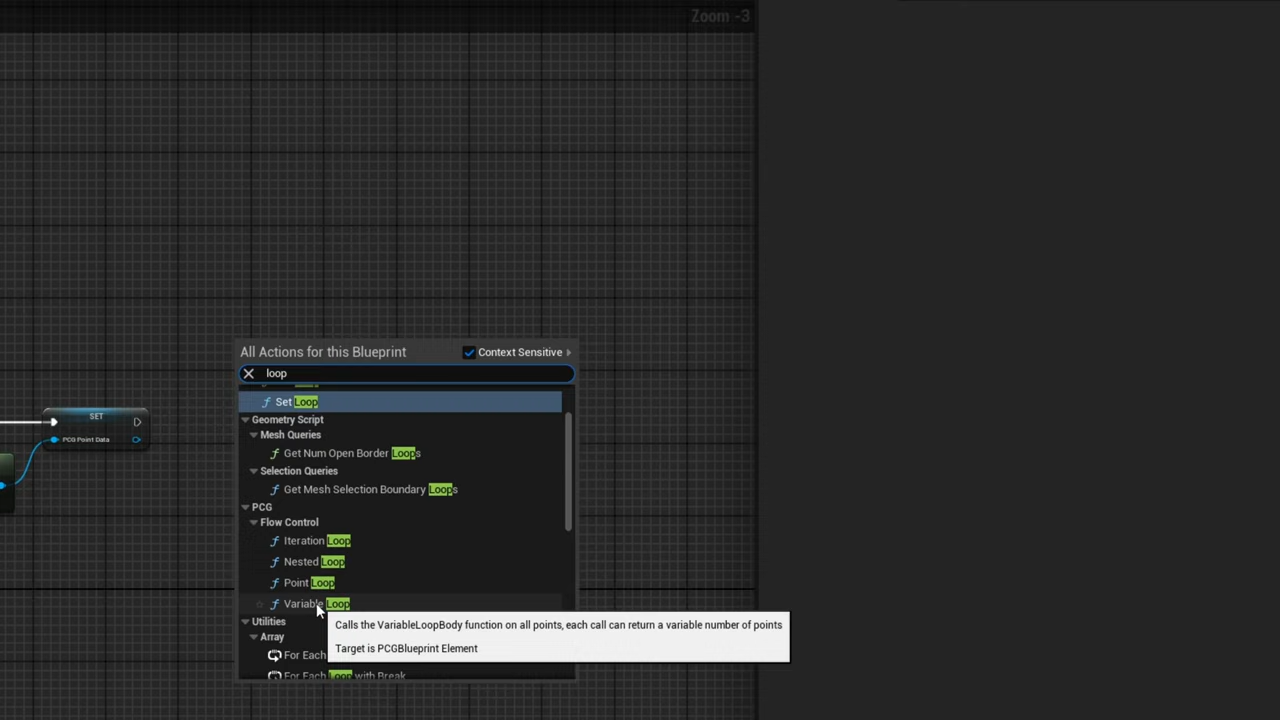 Zoom -3
All Actions for this Blueprint
Context Sensitive
loop
Set Loop
Geometry Script
Mesh Queries
Get Num Open Border Loops
Selection Queries
Get Mesh Selection Boundary Loops
PCG
Flow Control
Iteration Loop
Nested Loop
Point Loop
Variable Loop
Utilities
Array
For Each
For Each Loop with Break
Calls the VariableLoopBody function on all points, each call can return a variable number of points
Target is PCGBlueprint Element
SET
PCG Point Data